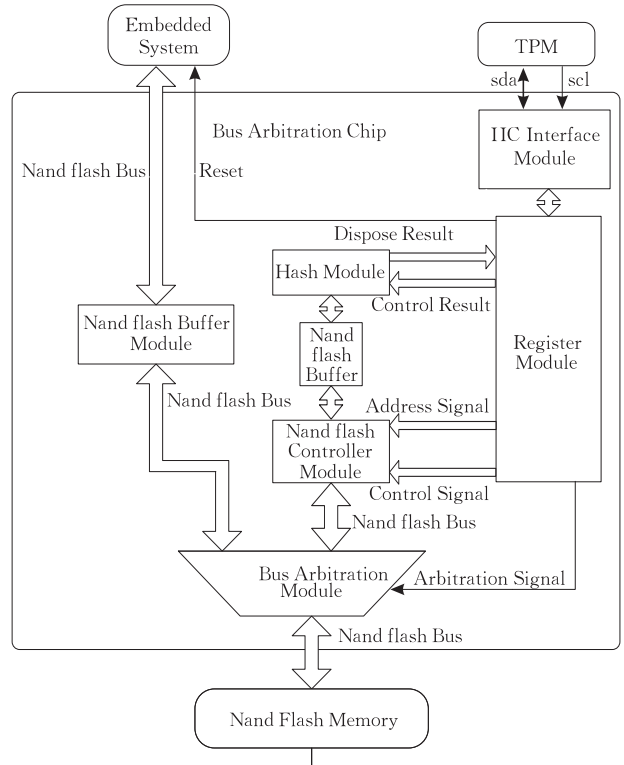 Embedded
System
TPM
sda
scl
Bus Arbitration Chip
IIC Interface
Module
Nand flash Bus
Reset
Dispose Result
Hash Module
Control Result
Nand flash Buffer
Module
Nand
flash
Buffer
Register
Module
Nand flash Bus
Address Signal
Nand flash
Controller
Module
Control Signal
Nand flash Bus
Bus Arbitration
Module
Arbitration Signal
Nand flash Bus
Nand Flash Memory